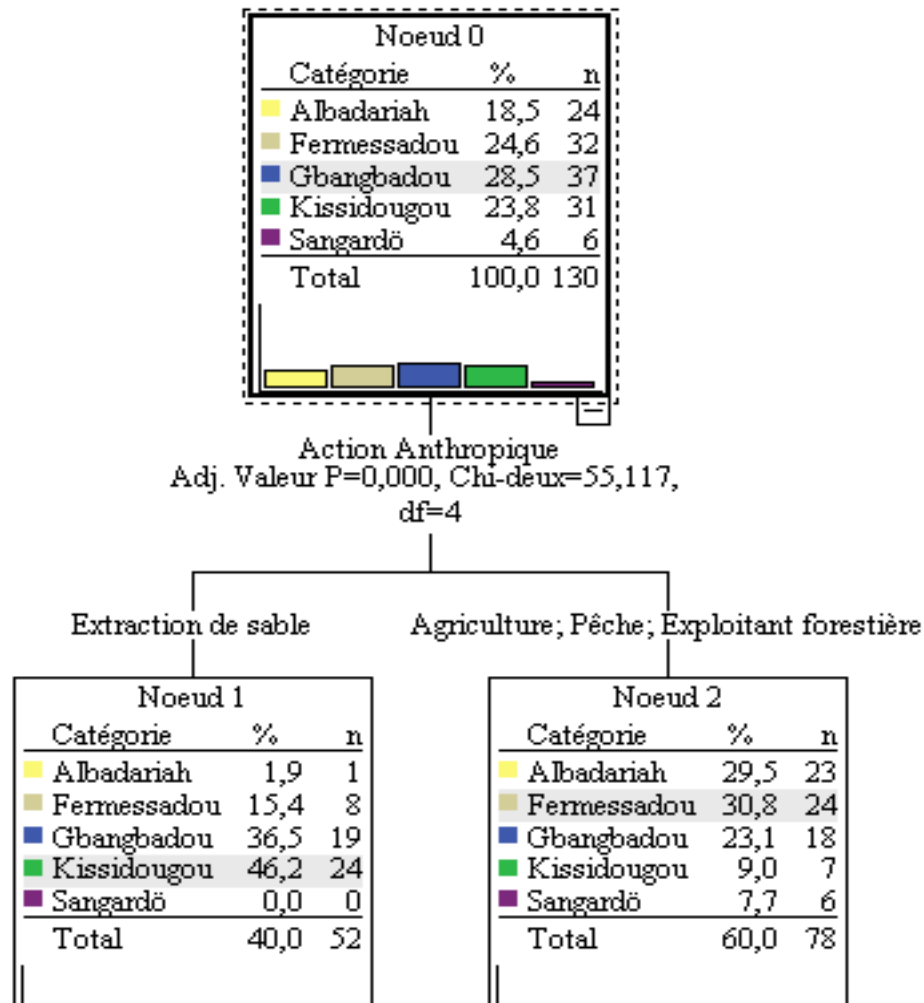 Noeud 0
Catégorie % n
Albadariah 18,5 24
Fermessadou 24,6 32
Gbangbadou 28,5 37
Kissidougou 23,8 31
Sangardö 4,6 6
Total 100,0 130
Action Anthropique
Adj. Valeur P=0,000, Chi-deux=55,117,
df=4
Extraction de sable
Agriculture; Pêche; Exploitant forestière
Noeud 1
Catégorie % n
Albadariah 1,9 1
Fermessadou 15,4 8
Gbangbadou 36,5 19
Kissidougou 46,2 24
Sangardö 0,0 0
Total 40,0 52
Noeud 2
Catégorie % n
Albadariah 29,5 23
Fermessadou 30,8 24
Gbangbadou 23,1 18
Kissidougou 9,0 7
Sangardö 7,7 6
Total 60,0 78